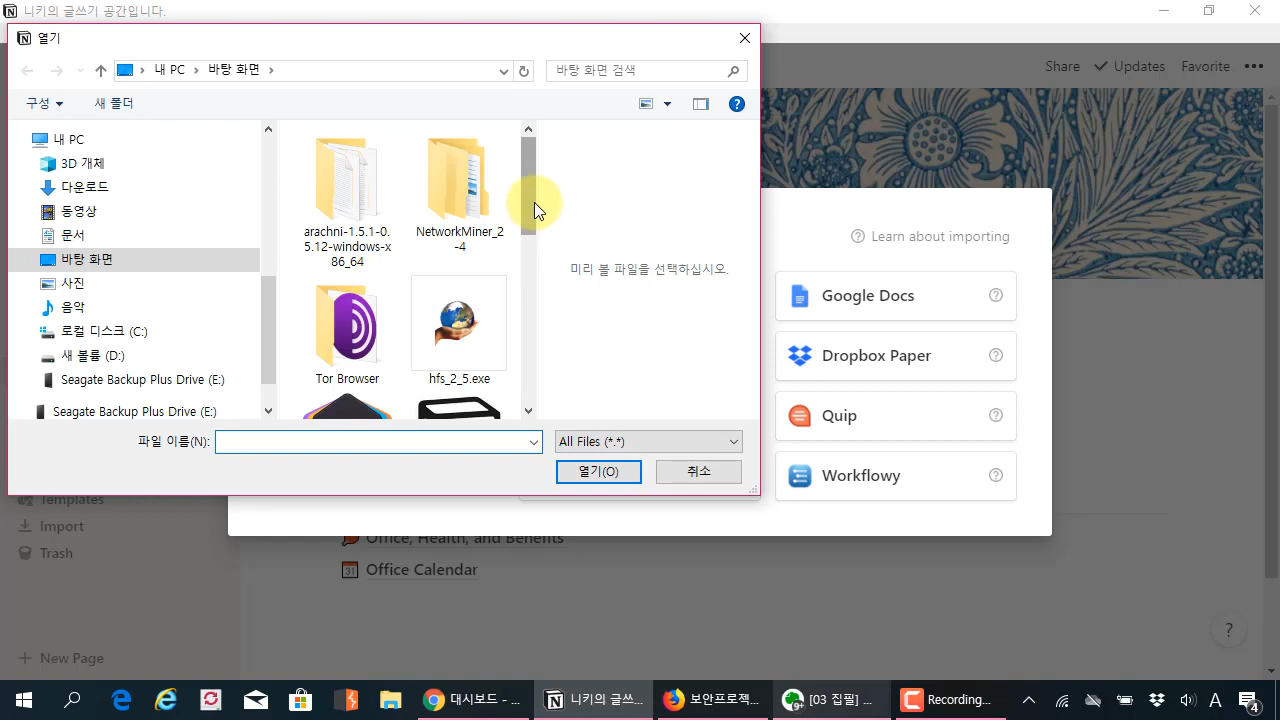 니키의 글쓰기 공간입니다.
열기
내 PC
바탕 화면
바탕 화면 검색
구성
새 폴더
내 PC
3D 개체
다운로드
동영상
문서
바탕 화면
사진
음악
로컬 디스크 (C:)
새 볼륨 (D:)
Seagate Backup Plus Drive (E:)
Seagate Backup Plus Drive (E:)
arachni-1.5.1-0.
5.12-windows-x
86_64
NetworkMiner_2
-4
Tor Browser
hfs_2_5.exe
미리 볼 파일을 선택하십시오.
파일 이름(N):
All Files (*.*)
열기(O)
취소
Share
Updates
Favorite
Learn about importing
Google Docs
Dropbox Paper
Quip
Workflowy
Templates
Import
Trash
New Page
Office, Health, and Benefits
Office Calendar
대시보드 - ...
니키의 글쓰...
보안프로젝...
9+
[03 집필] ...
Recording...
A
4